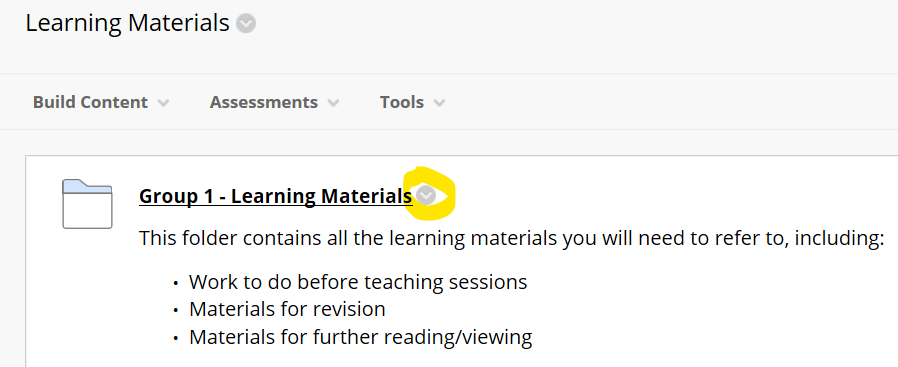 Learning Materials
Build Content Assessments Tools
Group 1 - Learning Materials
This folder contains all the learning materials you will need to refer to, including:
• Work to do before teaching sessions
• Materials for revision
• Materials for further reading/viewing